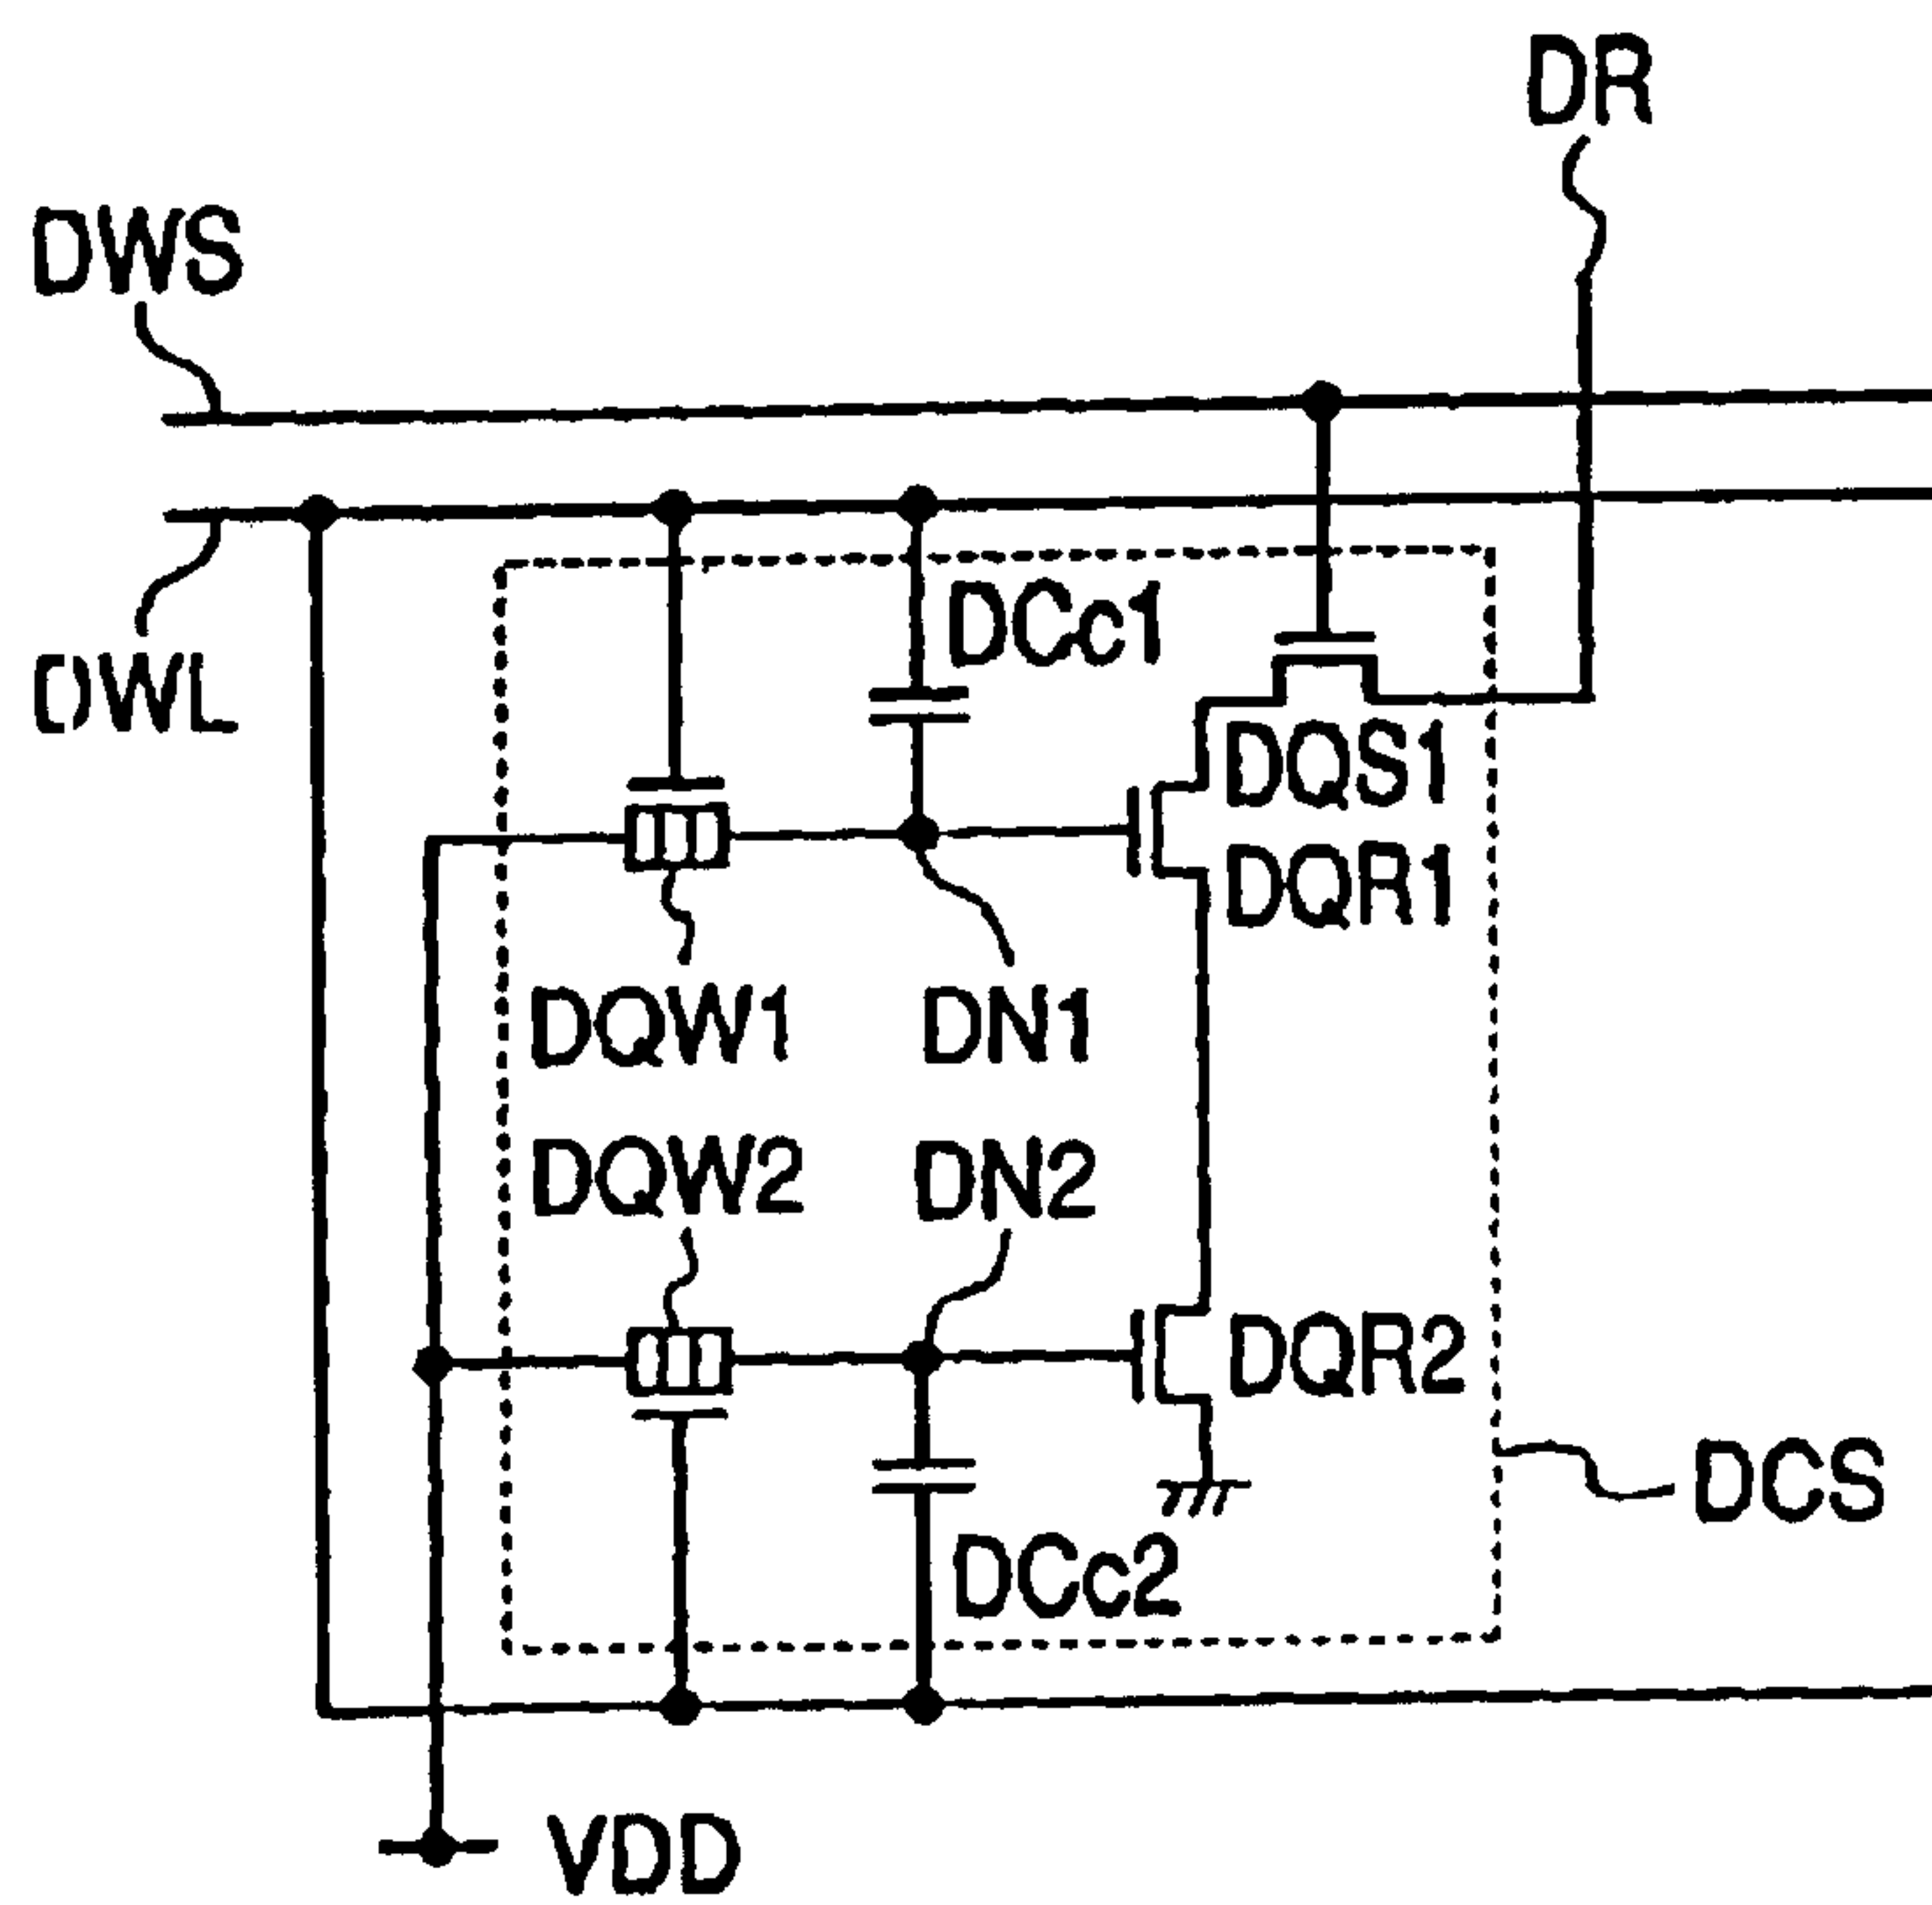 DR
DWS
DCc1
DWL
DQS1
DQR1
DQW1 DN1
DQW2 DN2
DQR2
DCS
DCc2
VDD